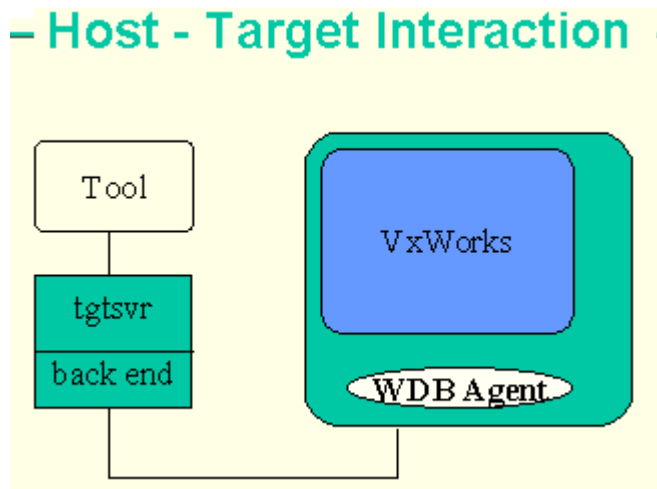 – Host - Target Interaction
Tool
VxWorks
tgtsvr
back end
WDB Agent